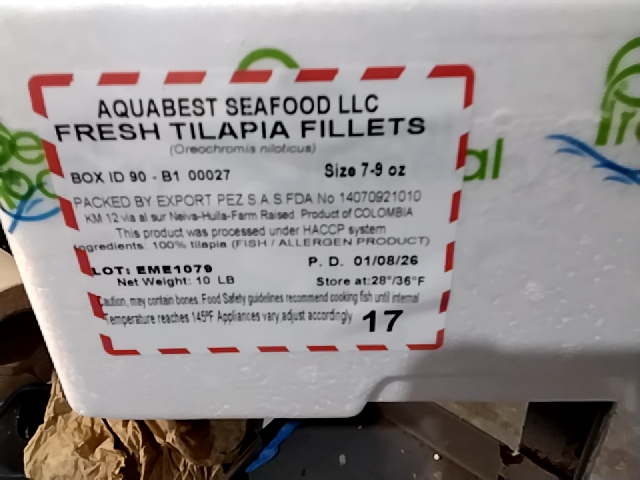 AQUABEST SEAFOOD LLC
FRESH TILAPIA FILLETS
(Oreochromis niloticus)
BOX ID 90 - B1 00027 Size 7-9 oz
PACKED BY EXPORT PEZ S A S.FDA No 14070921010
KM 12 via al sur Neiva-Huila-Farm Raised. Product of COLOMBIA
This product was processed under HACCP system
Ingredients: 100% tilapia (FISH / ALLERGEN PRODUCT)
LOT: EME1079 P. D. 01/08/26
Net Weight: 10 LB Store at:28°/36°F
Caution, may contain bones. Food Safety guidelines recommend cooking fish until internal
Temperature reaches 145ºF Appliances vary adjust accordingly 17